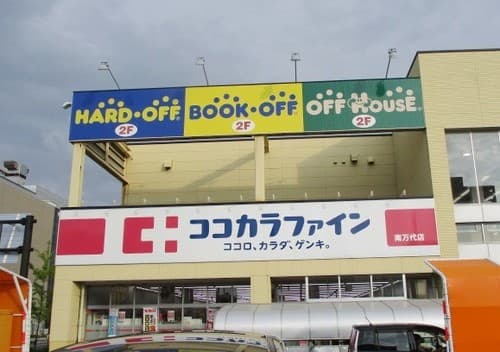 HARD・OFF
2F
BOOK・OFF
2F
OFF HOUSE
2F
ココカラファイン
ココロ、カラダ、ゲンキ。
南万代店